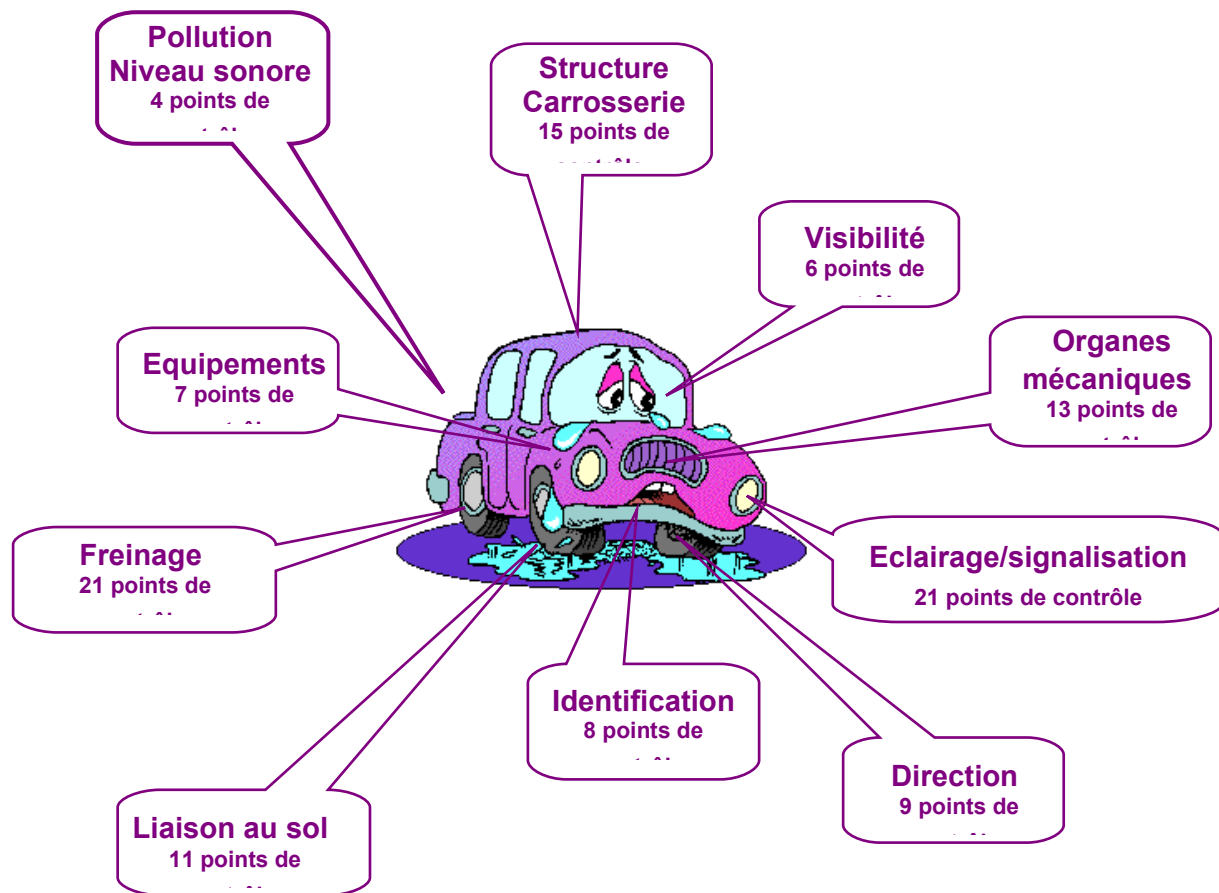 Pollution
Niveau sonore
4 points de
Structure
Carrosserie
15 points de
contrôle
Visibilité
6 points de
Equipements
7 points de
Organes
mécaniques
13 points de
Freinage
21 points de
Eclairage/signalisation
21 points de contrôle
Identification
8 points de
Direction
9 points de
Liaison au sol
11 points de